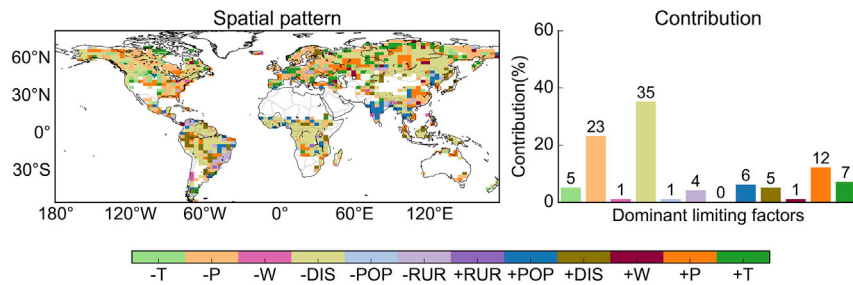 Spatial pattern
60°N
30°N
0°
30°S
180°
120°W
60°W
0°
60°E
120°E
Contribution
Contribution(%)
60
40
20
0
5
23
1
35
1
4
0
6
5
1
12
7
Dominant limiting factors
-T
-P
-W
-DIS
-POP
-RUR
+RUR
+POP
+DIS
+W
+P
+T